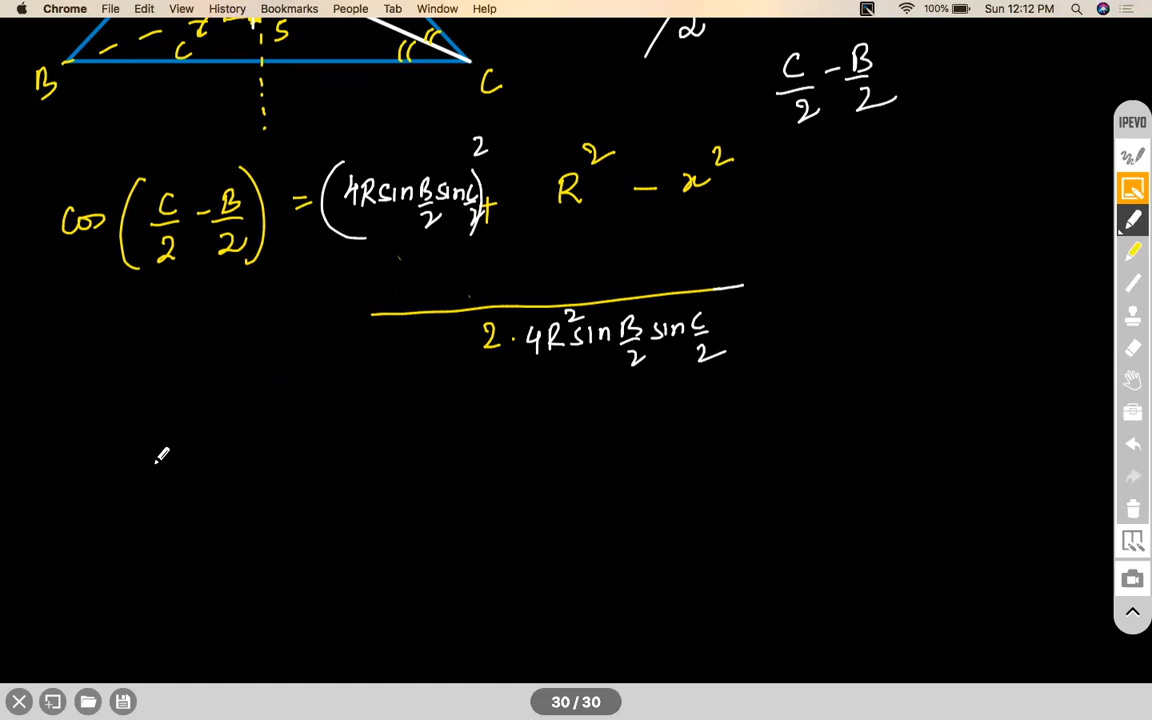 Chrome File Edit View History Bookmarks People Tab Window Help 100% Sun 12:12 PM
x S
C
B C
/2
C/2 - B/2
cos (C/2 - B/2) = (4R sin B/2 sin C/2)² + R² - x²
2 · 4R² sin B/2 sin C/2
IPEVO
30 / 30